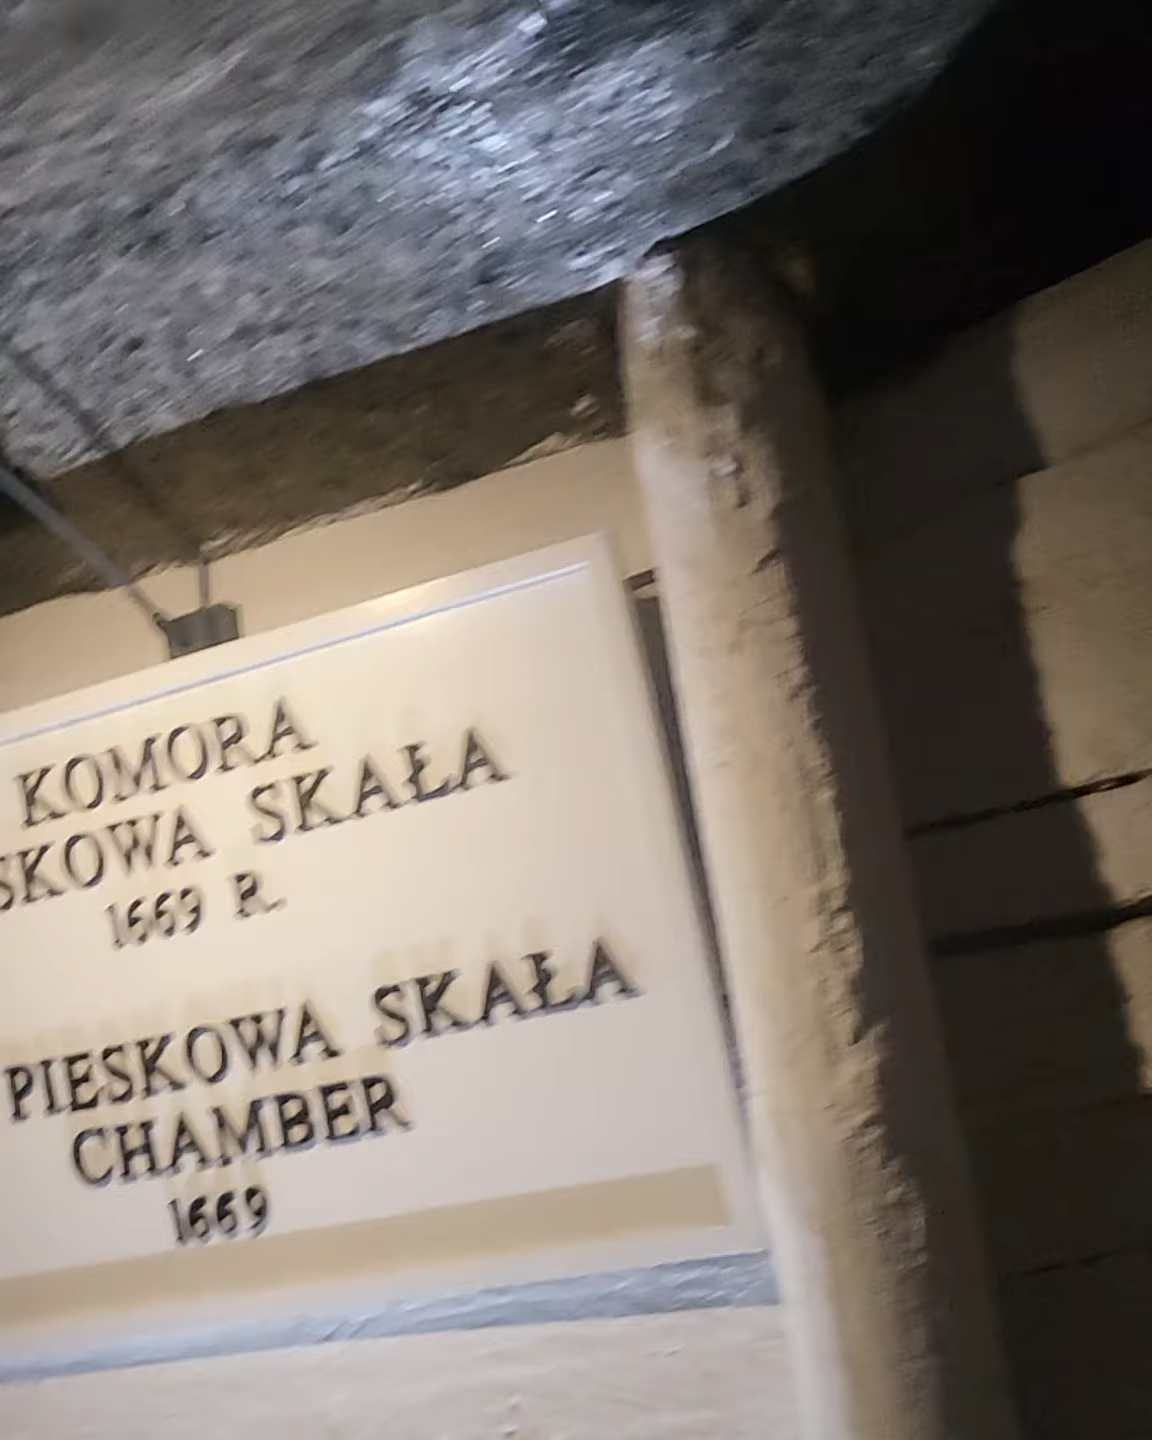 KOMORA
SKOWA SKAŁA
1669 R.
PIESKOWA SKAŁA
CHAMBER
1669